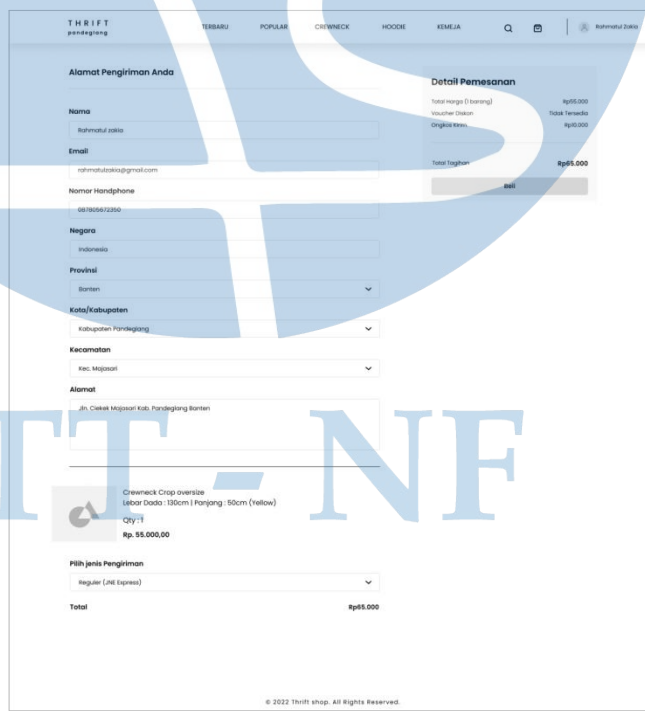 THRIFT TERBARU POPULAR CREWNECK HOODIE KEMEJA Rahmatul Zakia
pandeglang
Alamat Pengiriman Anda
Nama
Rahmatul zakia
Email
rahmatulzakia@gmail.com
Nomor Handphone
087805672350
Negara
Indonesia
Provinsi
Banten
Kota/Kabupaten
Kabupaten Pandeglang
Kecamatan
Kec. Majasari
Alamat
Jln. Ciekek Majasari Kab. Pandeglang Banten
Crewneck Crop oversize
Lebar Dada : 130cm | Panjang : 50cm (Yellow)
Qty : 1
Rp. 55.000,00
Pilih jenis Pengiriman
Reguler (JNE Express)
Total Rp65.000
Detail Pemesanan
Total Harga (1 barang) Rp55.000
Voucher Diskon Tidak Tersedia
Ongkos Kirim Rp10.000
Total Tagihan Rp65.000
Beli
© 2022 Thrift shop. All Rights Reserved.
TT - NF